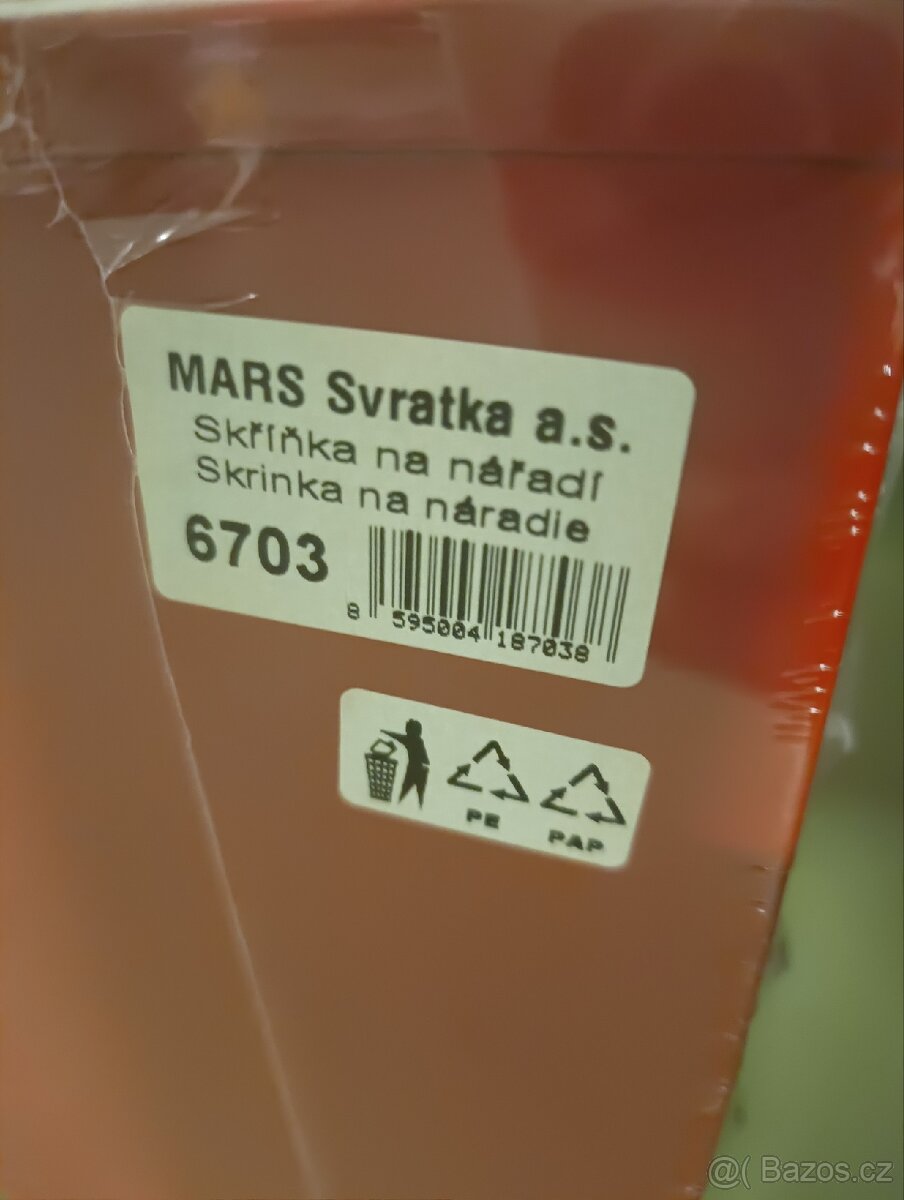 MARS Svratka a.s.
Skříňka na nářadí
Skrinka na náradie
6703
8 595004 187038
PE PAP
@( Bazos.cz